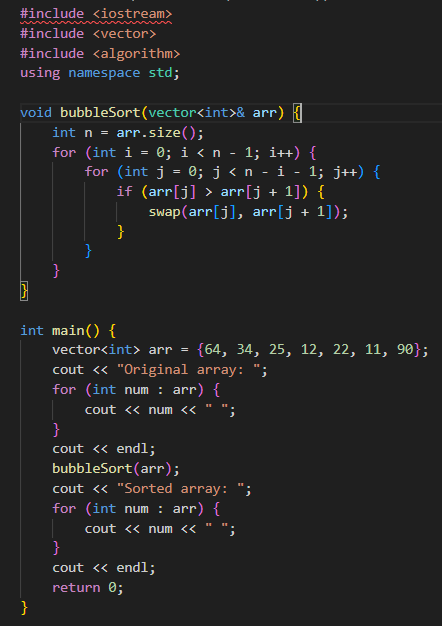 #include <iostream>
#include <vector>
#include <algorithm>
using namespace std;

void bubbleSort(vector<int>& arr) {
    int n = arr.size();
    for (int i = 0; i < n - 1; i++) {
        for (int j = 0; j < n - i - 1; j++) {
            if (arr[j] > arr[j + 1]) {
                swap(arr[j], arr[j + 1]);
            }
        }
    }
}

int main() {
    vector<int> arr = {64, 34, 25, 12, 22, 11, 90};
    cout << "Original array: ";
    for (int num : arr) {
        cout << num << " ";
    }
    cout << endl;
    bubbleSort(arr);
    cout << "Sorted array: ";
    for (int num : arr) {
        cout << num << " ";
    }
    cout << endl;
    return 0;
}